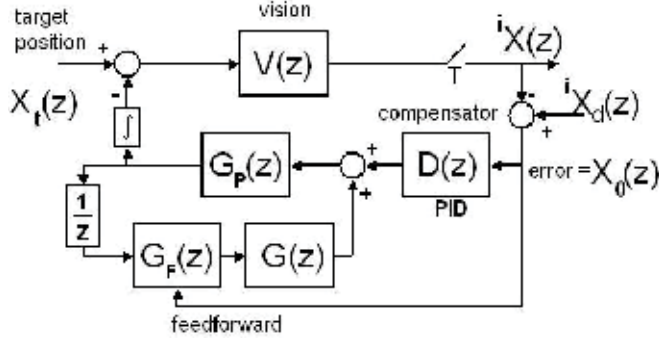 target position
vision
X_t(z)
+
-
V(z)
T
iX(z)
-
iX_d(z)
+
compensator
∫
G_P(z)
+
+
D(z)
PID
error = X_0(z)
1/z
G_F(z)
G(z)
feedforward